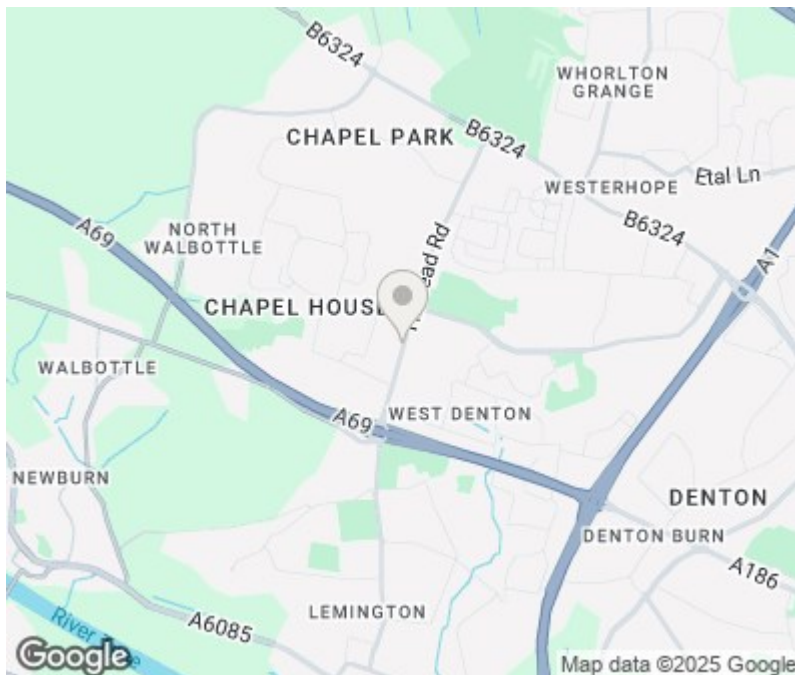 B6324
WHORLTON
GRANGE
CHAPEL PARK
B6324
Etal Ln
WESTERHOPE
A69
NORTH
WALBOTTLE
B6324
A1
Rd
CHAPEL HOUSE
WALBOTTLE
A69
WEST DENTON
NEWBURN
DENTON
DENTON BURN
A186
LEMINGTON
A6085
River
Google
Map data ©2025 Google